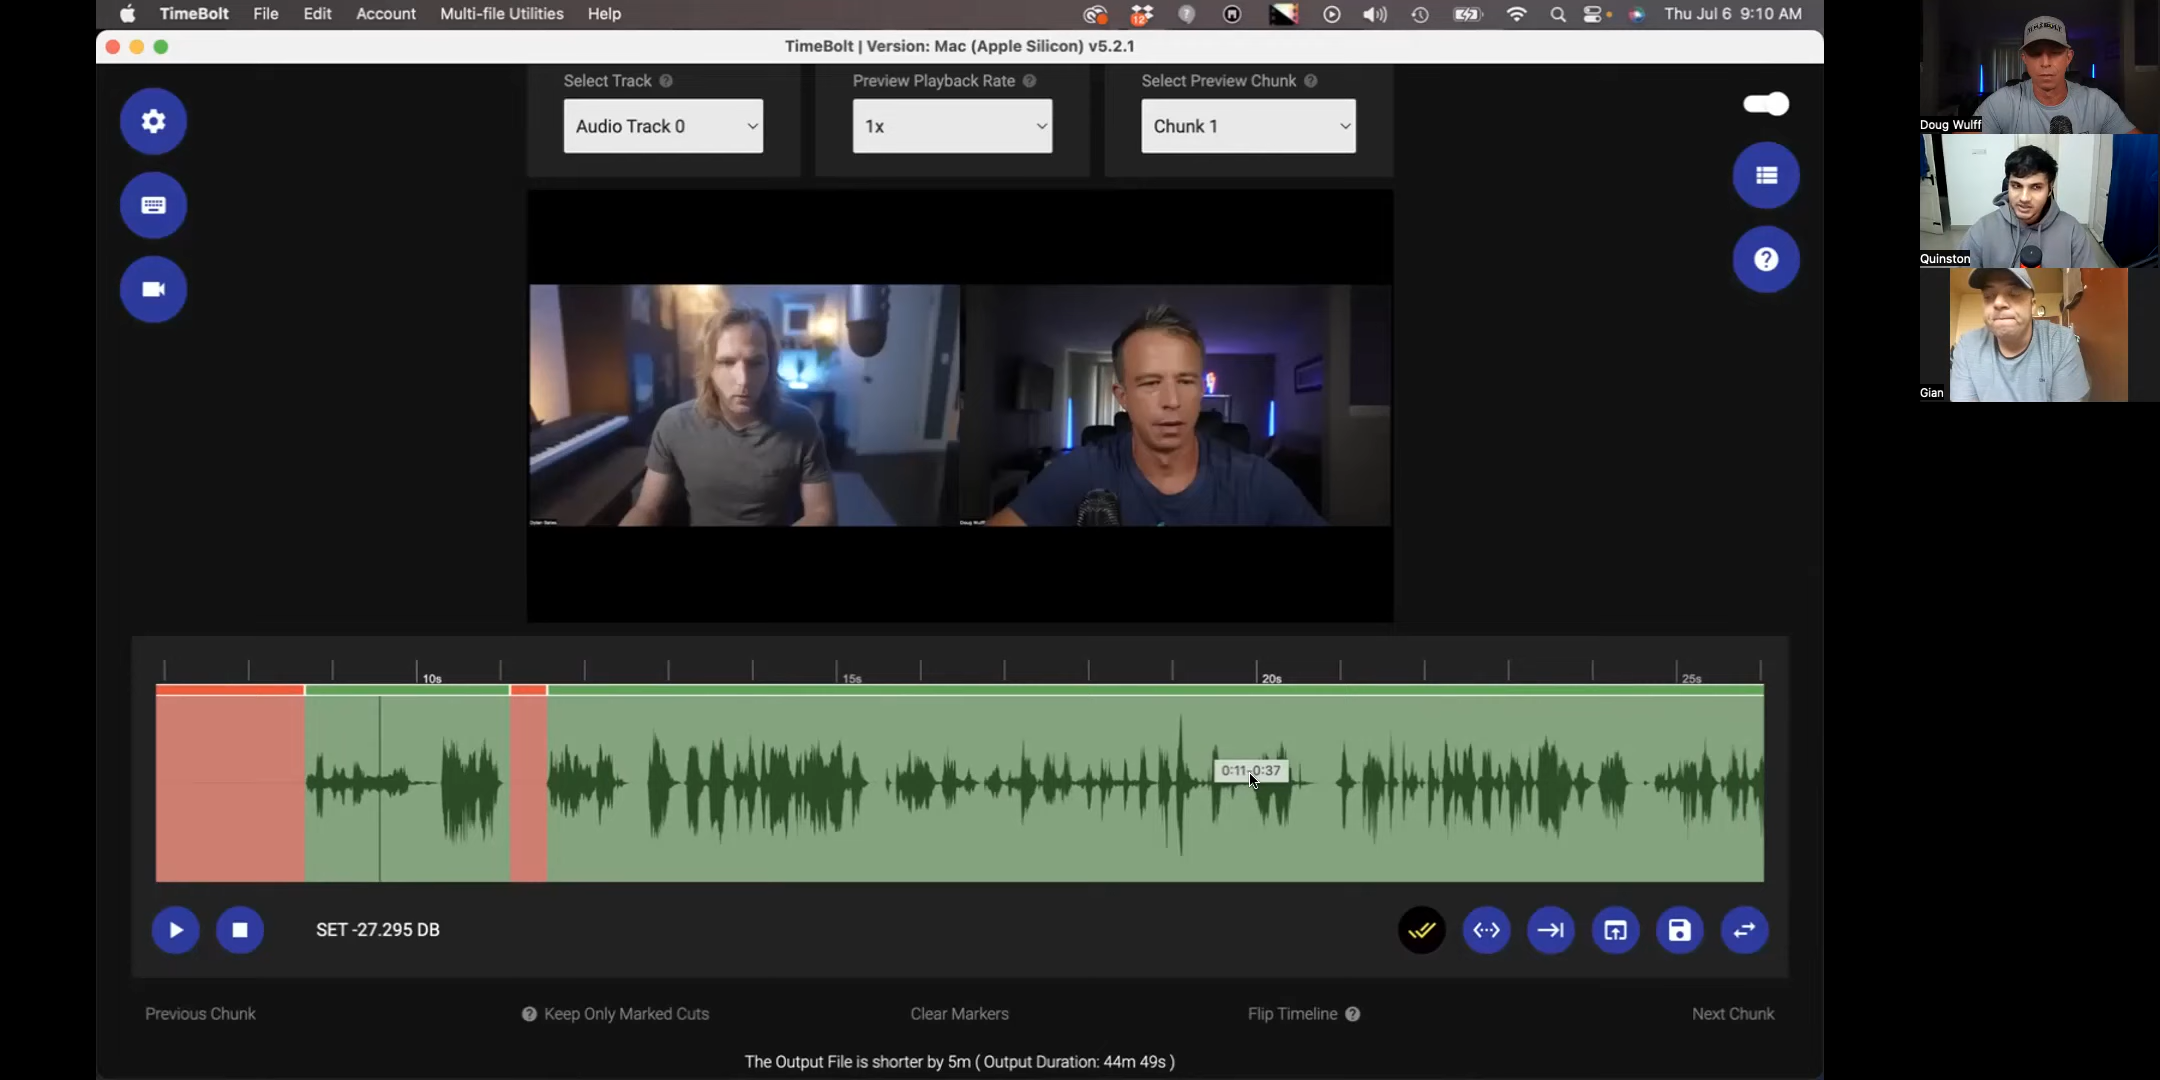 TimeBolt File Edit Account Multi-file Utilities Help
12
Thu Jul 6 9:10 AM
TimeBolt | Version: Mac (Apple Silicon) v5.2.1
Select Track
Preview Playback Rate
Select Preview Chunk
Audio Track 0
1x
Chunk 1
Doug Wulff
Quinston
Gian
Doug Wulff
10s
15s
20s
25s
0:11-0:37
SET -27.295 DB
Previous Chunk
Keep Only Marked Cuts
Clear Markers
Flip Timeline
Next Chunk
The Output File is shorter by 5m ( Output Duration: 44m 49s )